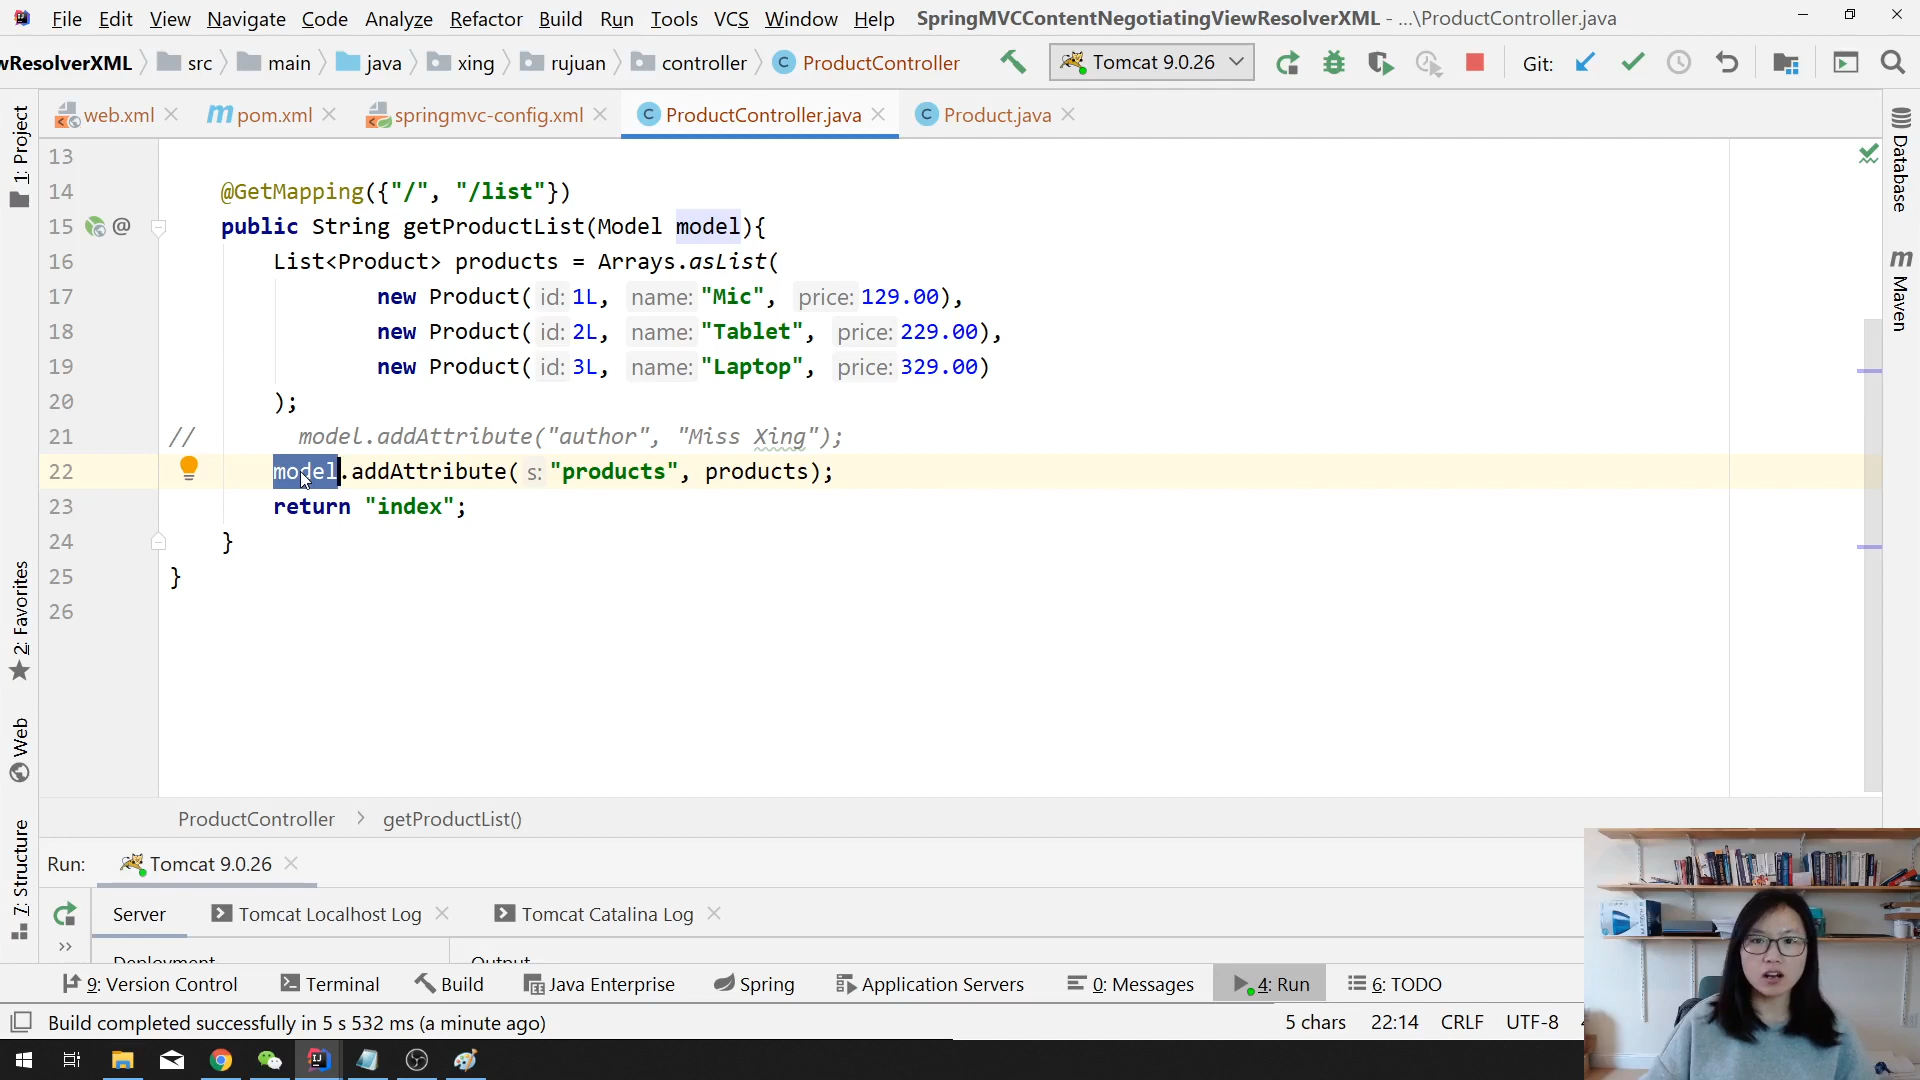 File Edit View Navigate Code Analyze Refactor Build Run Tools VCS Window Help SpringMVCContentNegotiatingViewResolverXML - ...\ProductController.java
wResolverXML src main java xing rujuan controller ProductController Tomcat 9.0.26 Git:
web.xml pom.xml springmvc-config.xml ProductController.java Product.java
1: Project
2: Favorites
Web
7: Structure
Database
Maven
13
14 @GetMapping({"/", "/list"})
15 public String getProductList(Model model){
16 List<Product> products = Arrays.asList(
17 new Product( id: 1L, name: "Mic", price: 129.00),
18 new Product( id: 2L, name: "Tablet", price: 229.00),
19 new Product( id: 3L, name: "Laptop", price: 329.00)
20 );
21 // model.addAttribute("author", "Miss Xing");
22 model.addAttribute( s: "products", products);
23 return "index";
24 }
25 }
26
ProductController > getProductList()
Run: Tomcat 9.0.26
Server Tomcat Localhost Log Tomcat Catalina Log
Deployment Output
9: Version Control Terminal Build Java Enterprise Spring Application Servers 0: Messages 4: Run 6: TODO
Build completed successfully in 5 s 532 ms (a minute ago) 5 chars 22:14 CRLF UTF-8